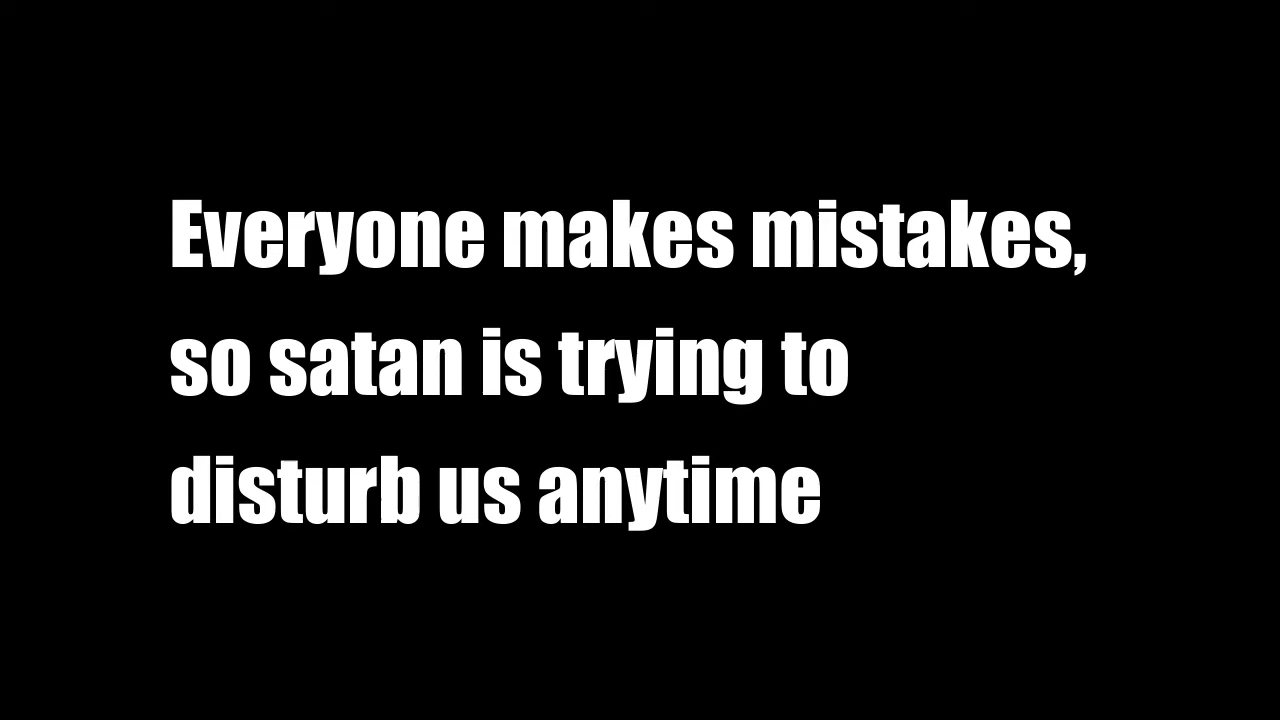 Everyone makes mistakes,
so satan is trying to
disturb us anytime